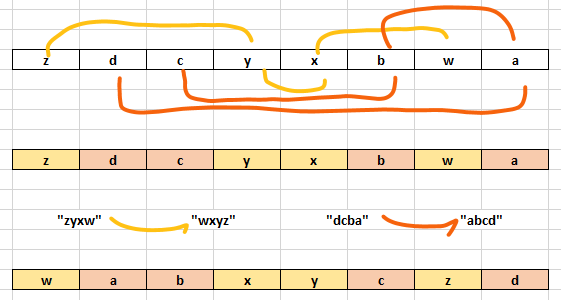 z d c y x b w a
z d c y x b w a
"zyxw" "wxyz" "dcba" "abcd"
w a b x y c z d